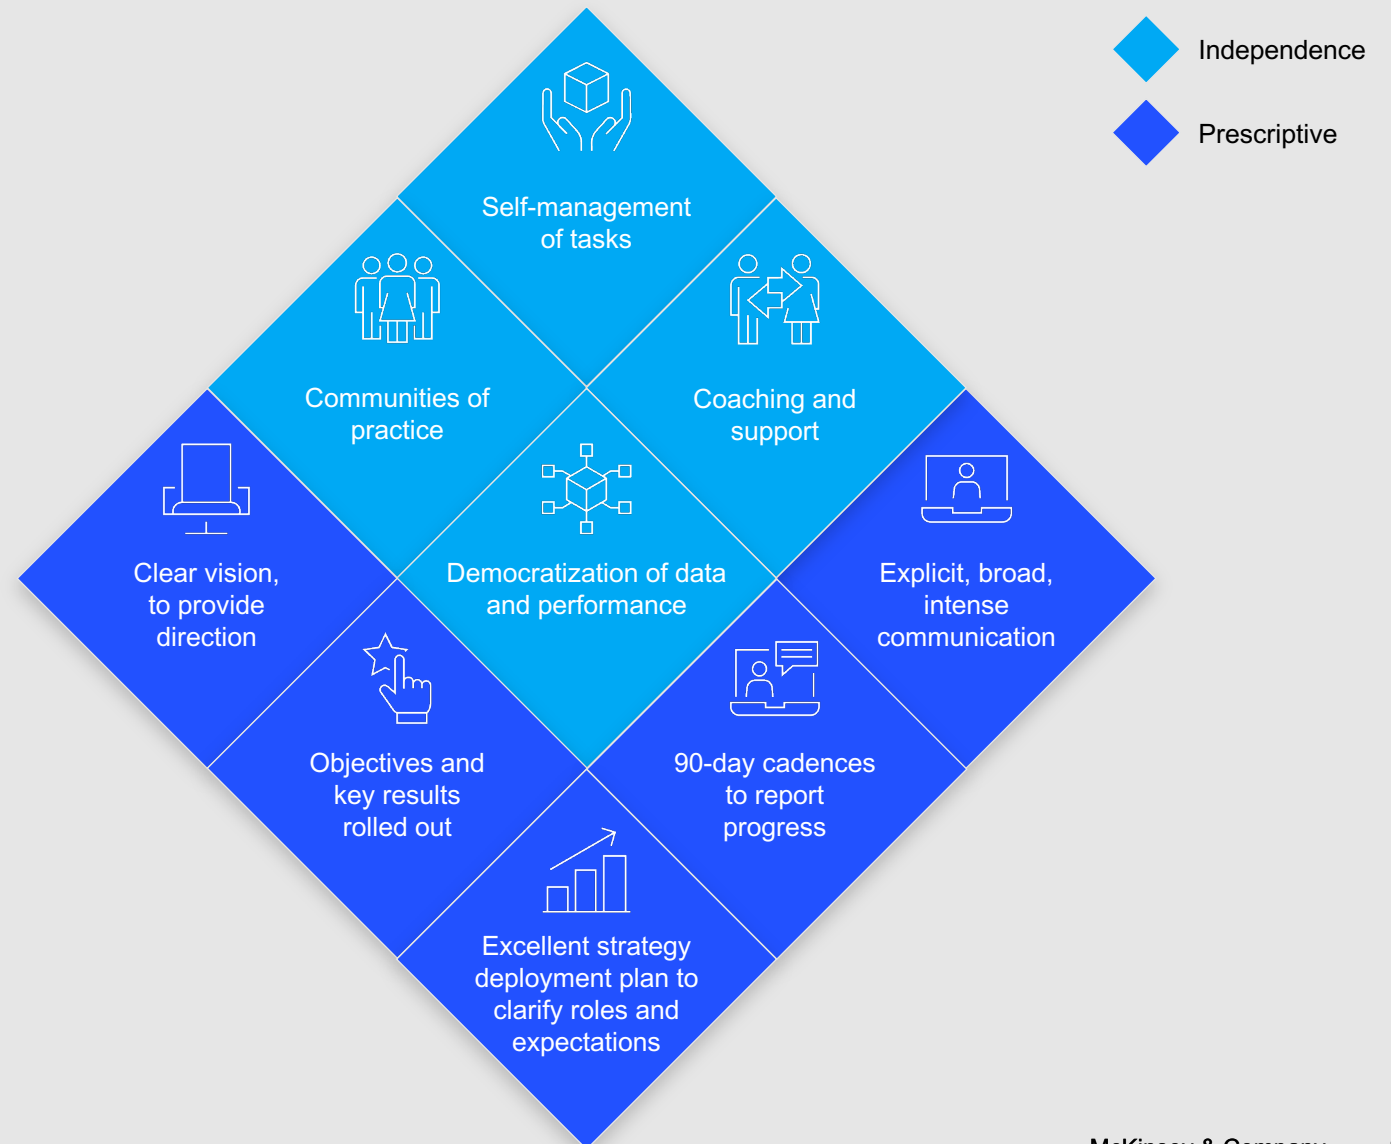 Independence
Prescriptive
Self-management
of tasks
Communities of
practice
Coaching and
support
Clear vision,
to provide
direction
Democratization of data
and performance
Explicit, broad,
intense
communication
Objectives and
key results
rolled out
90-day cadences
to report
progress
Excellent strategy
deployment plan to
clarify roles and
expectations
McKinsey & Company